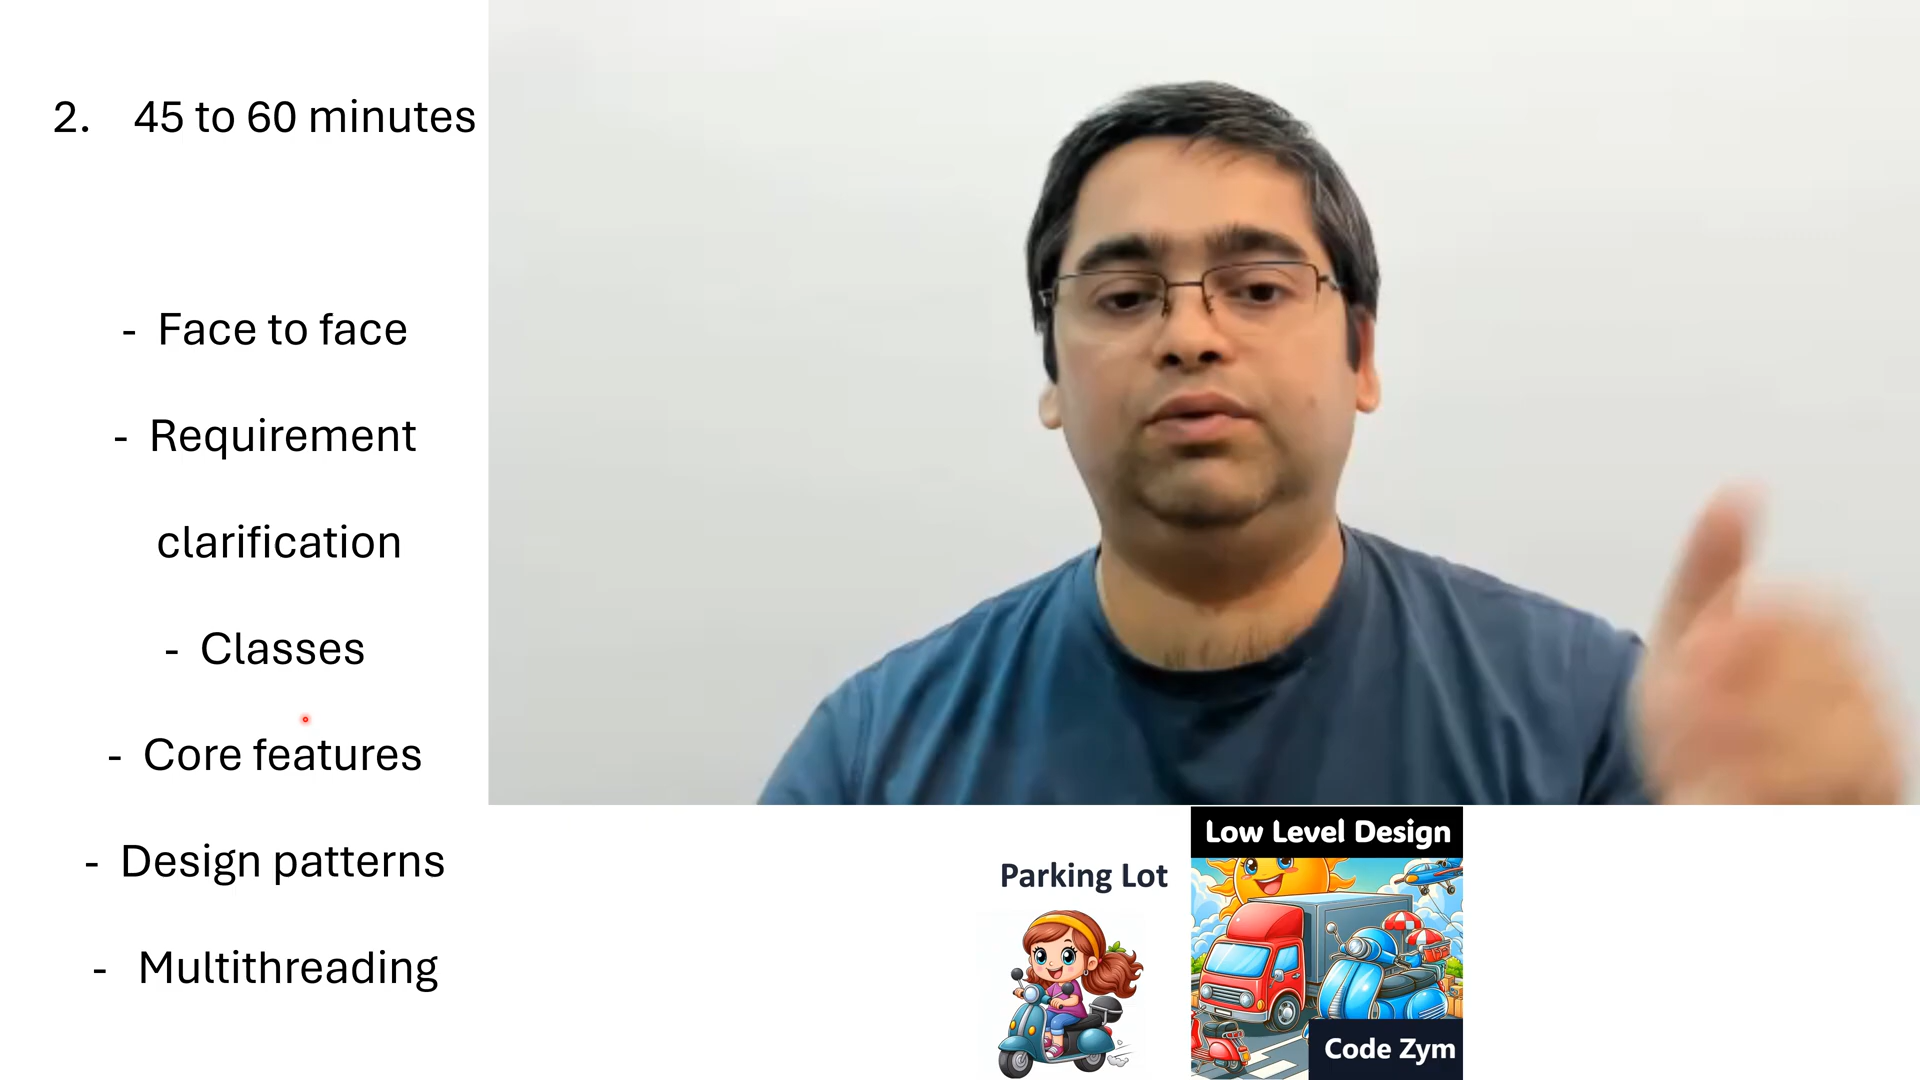 2. 45 to 60 minutes
- Face to face
- Requirement
clarification
- Classes
- Core features
- Design patterns
- Multithreading
Parking Lot
Low Level Design
Code Zym